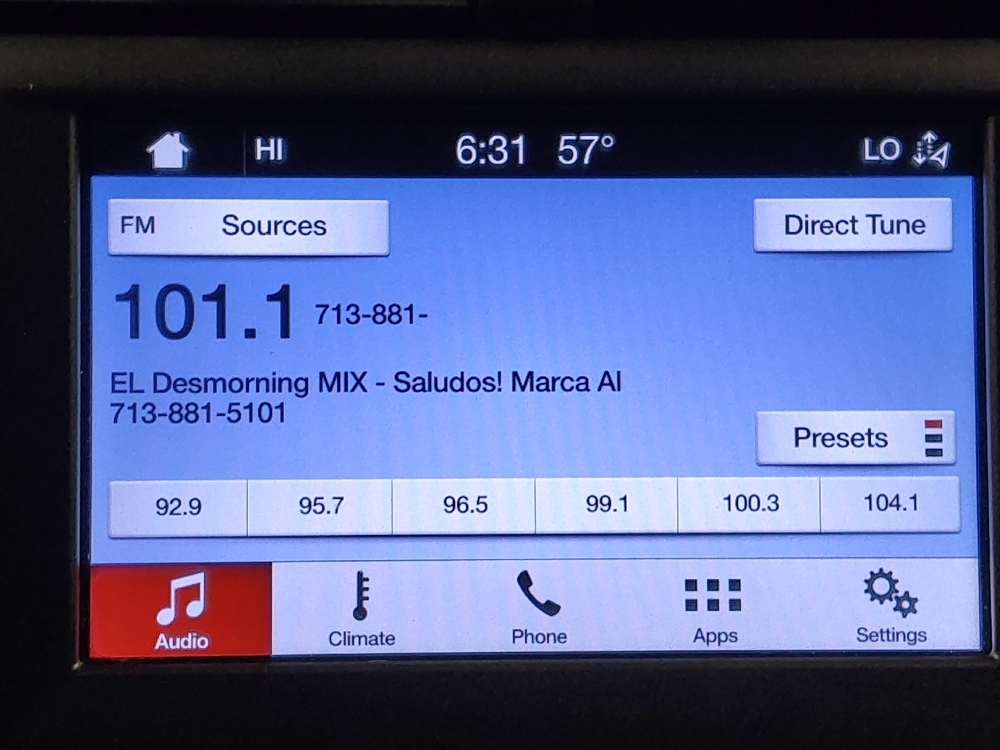 HI 6:31 57° LO
FM Sources Direct Tune
101.1 713-881-
EL Desmorning MIX - Saludos! Marca Al
713-881-5101
Presets
92.9 95.7 96.5 99.1 100.3 104.1
Audio Climate Phone Apps Settings